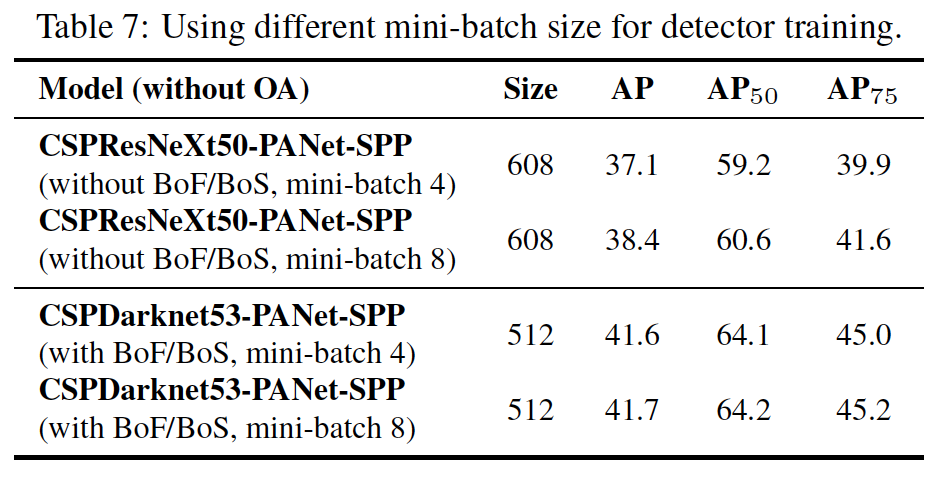 Table 7: Using different mini-batch size for detector training.
Model (without OA) Size AP AP50 AP75
CSPResNeXt50-PANet-SPP
(without BoF/BoS, mini-batch 4) 608 37.1 59.2 39.9
CSPResNeXt50-PANet-SPP
(without BoF/BoS, mini-batch 8) 608 38.4 60.6 41.6
CSPDarknet53-PANet-SPP
(with BoF/BoS, mini-batch 4) 512 41.6 64.1 45.0
CSPDarknet53-PANet-SPP
(with BoF/BoS, mini-batch 8) 512 41.7 64.2 45.2